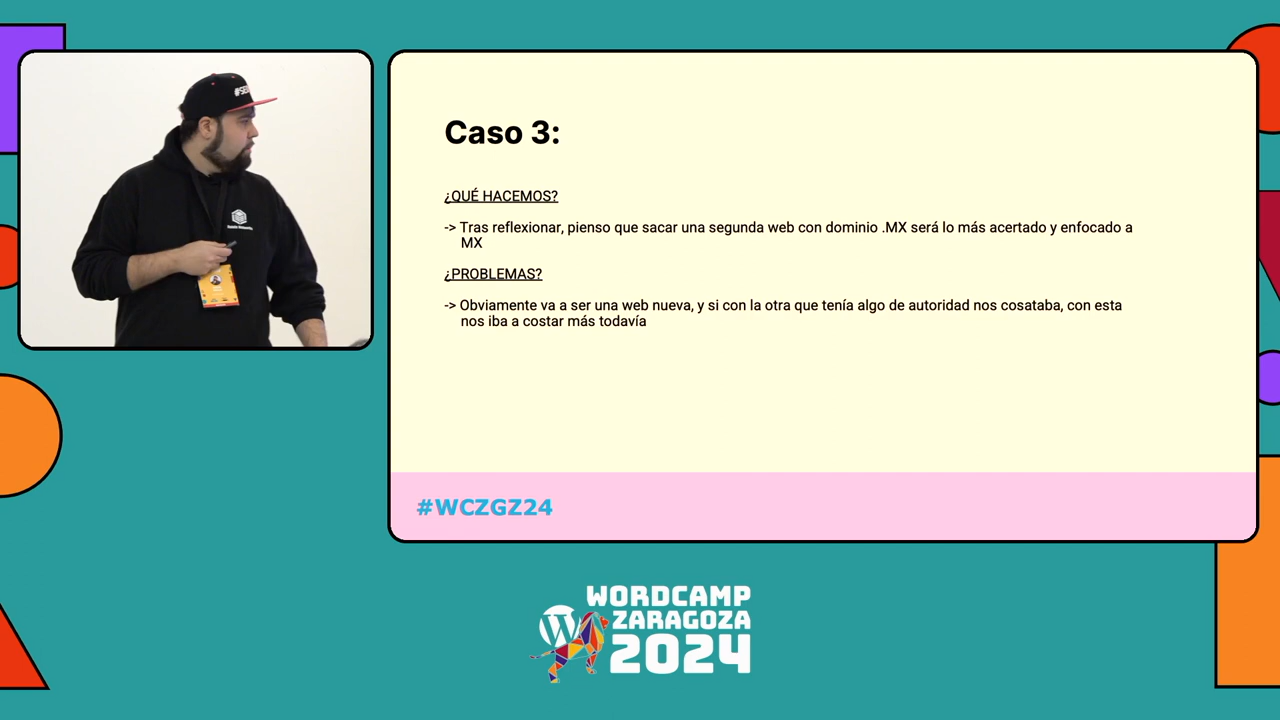 #SE
Caso 3:
¿QUÉ HACEMOS?
-> Tras reflexionar, pienso que sacar una segunda web con dominio .MX será lo más acertado y enfocado a
MX
¿PROBLEMAS?
-> Obviamente va a ser una web nueva, y si con la otra que tenía algo de autoridad nos cosataba, con esta
nos iba a costar más todavía
#WCZGZ24
WORDCAMP
ZARAGOZA
2024